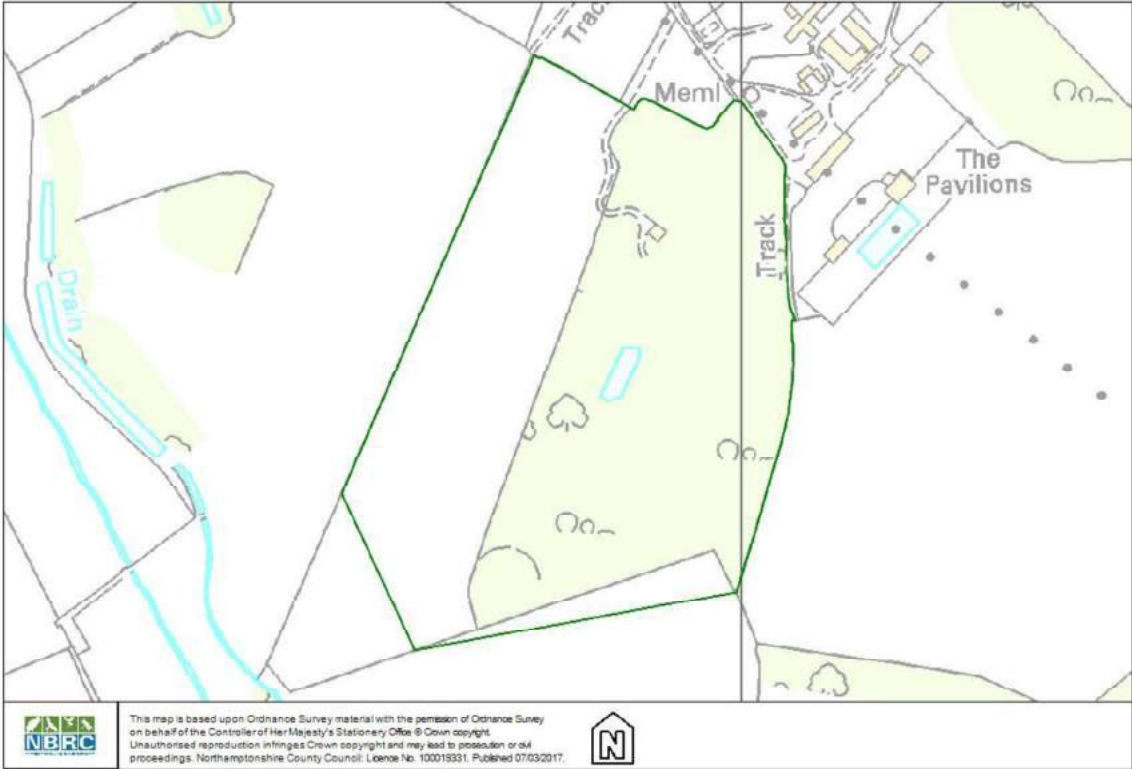 Track
Meml
The
Pavilions
Track
Drain
NBRC
This map is based upon Ordnance Survey material with the permission of Ordnance Survey
on behalf of the Controller of Her Majesty's Stationery Office © Crown copyright.
Unauthorised reproduction infringes Crown copyright and may lead to prosecution or civil
proceedings. Northamptonshire County Council: Licence No. 100019331. Published 07/03/2017.
N